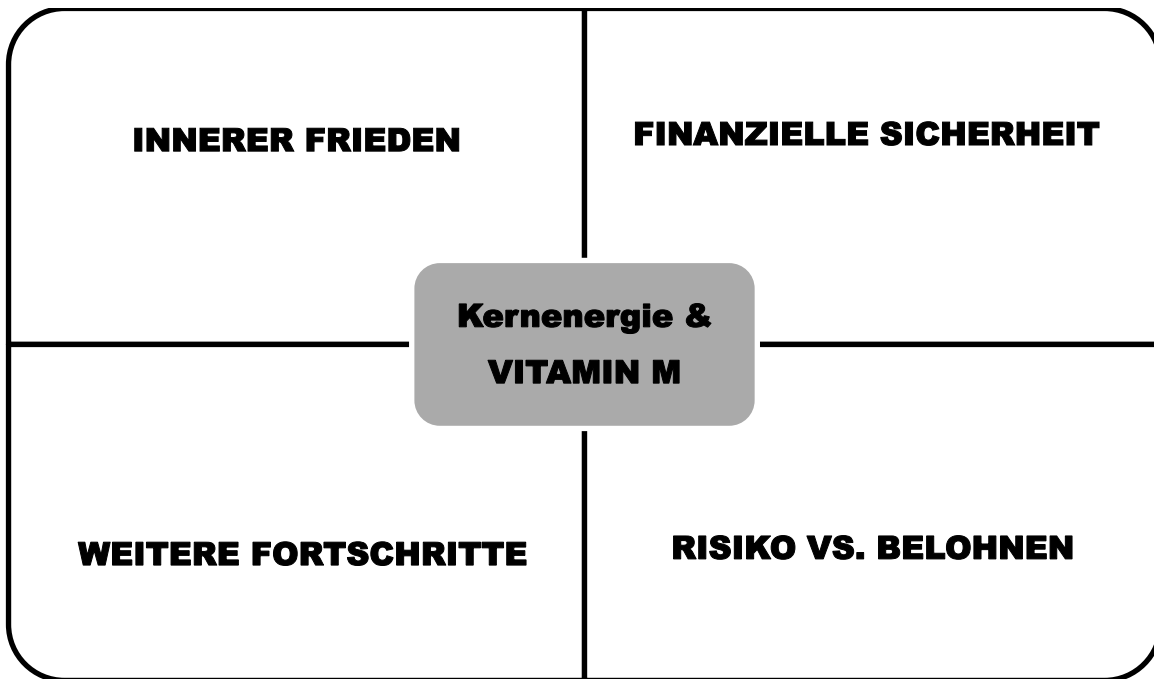 INNERER FRIEDEN
FINANZIELLE SICHERHEIT
Kernenergie &
VITAMIN M
WEITERE FORTSCHRITTE
RISIKO VS. BELOHNEN